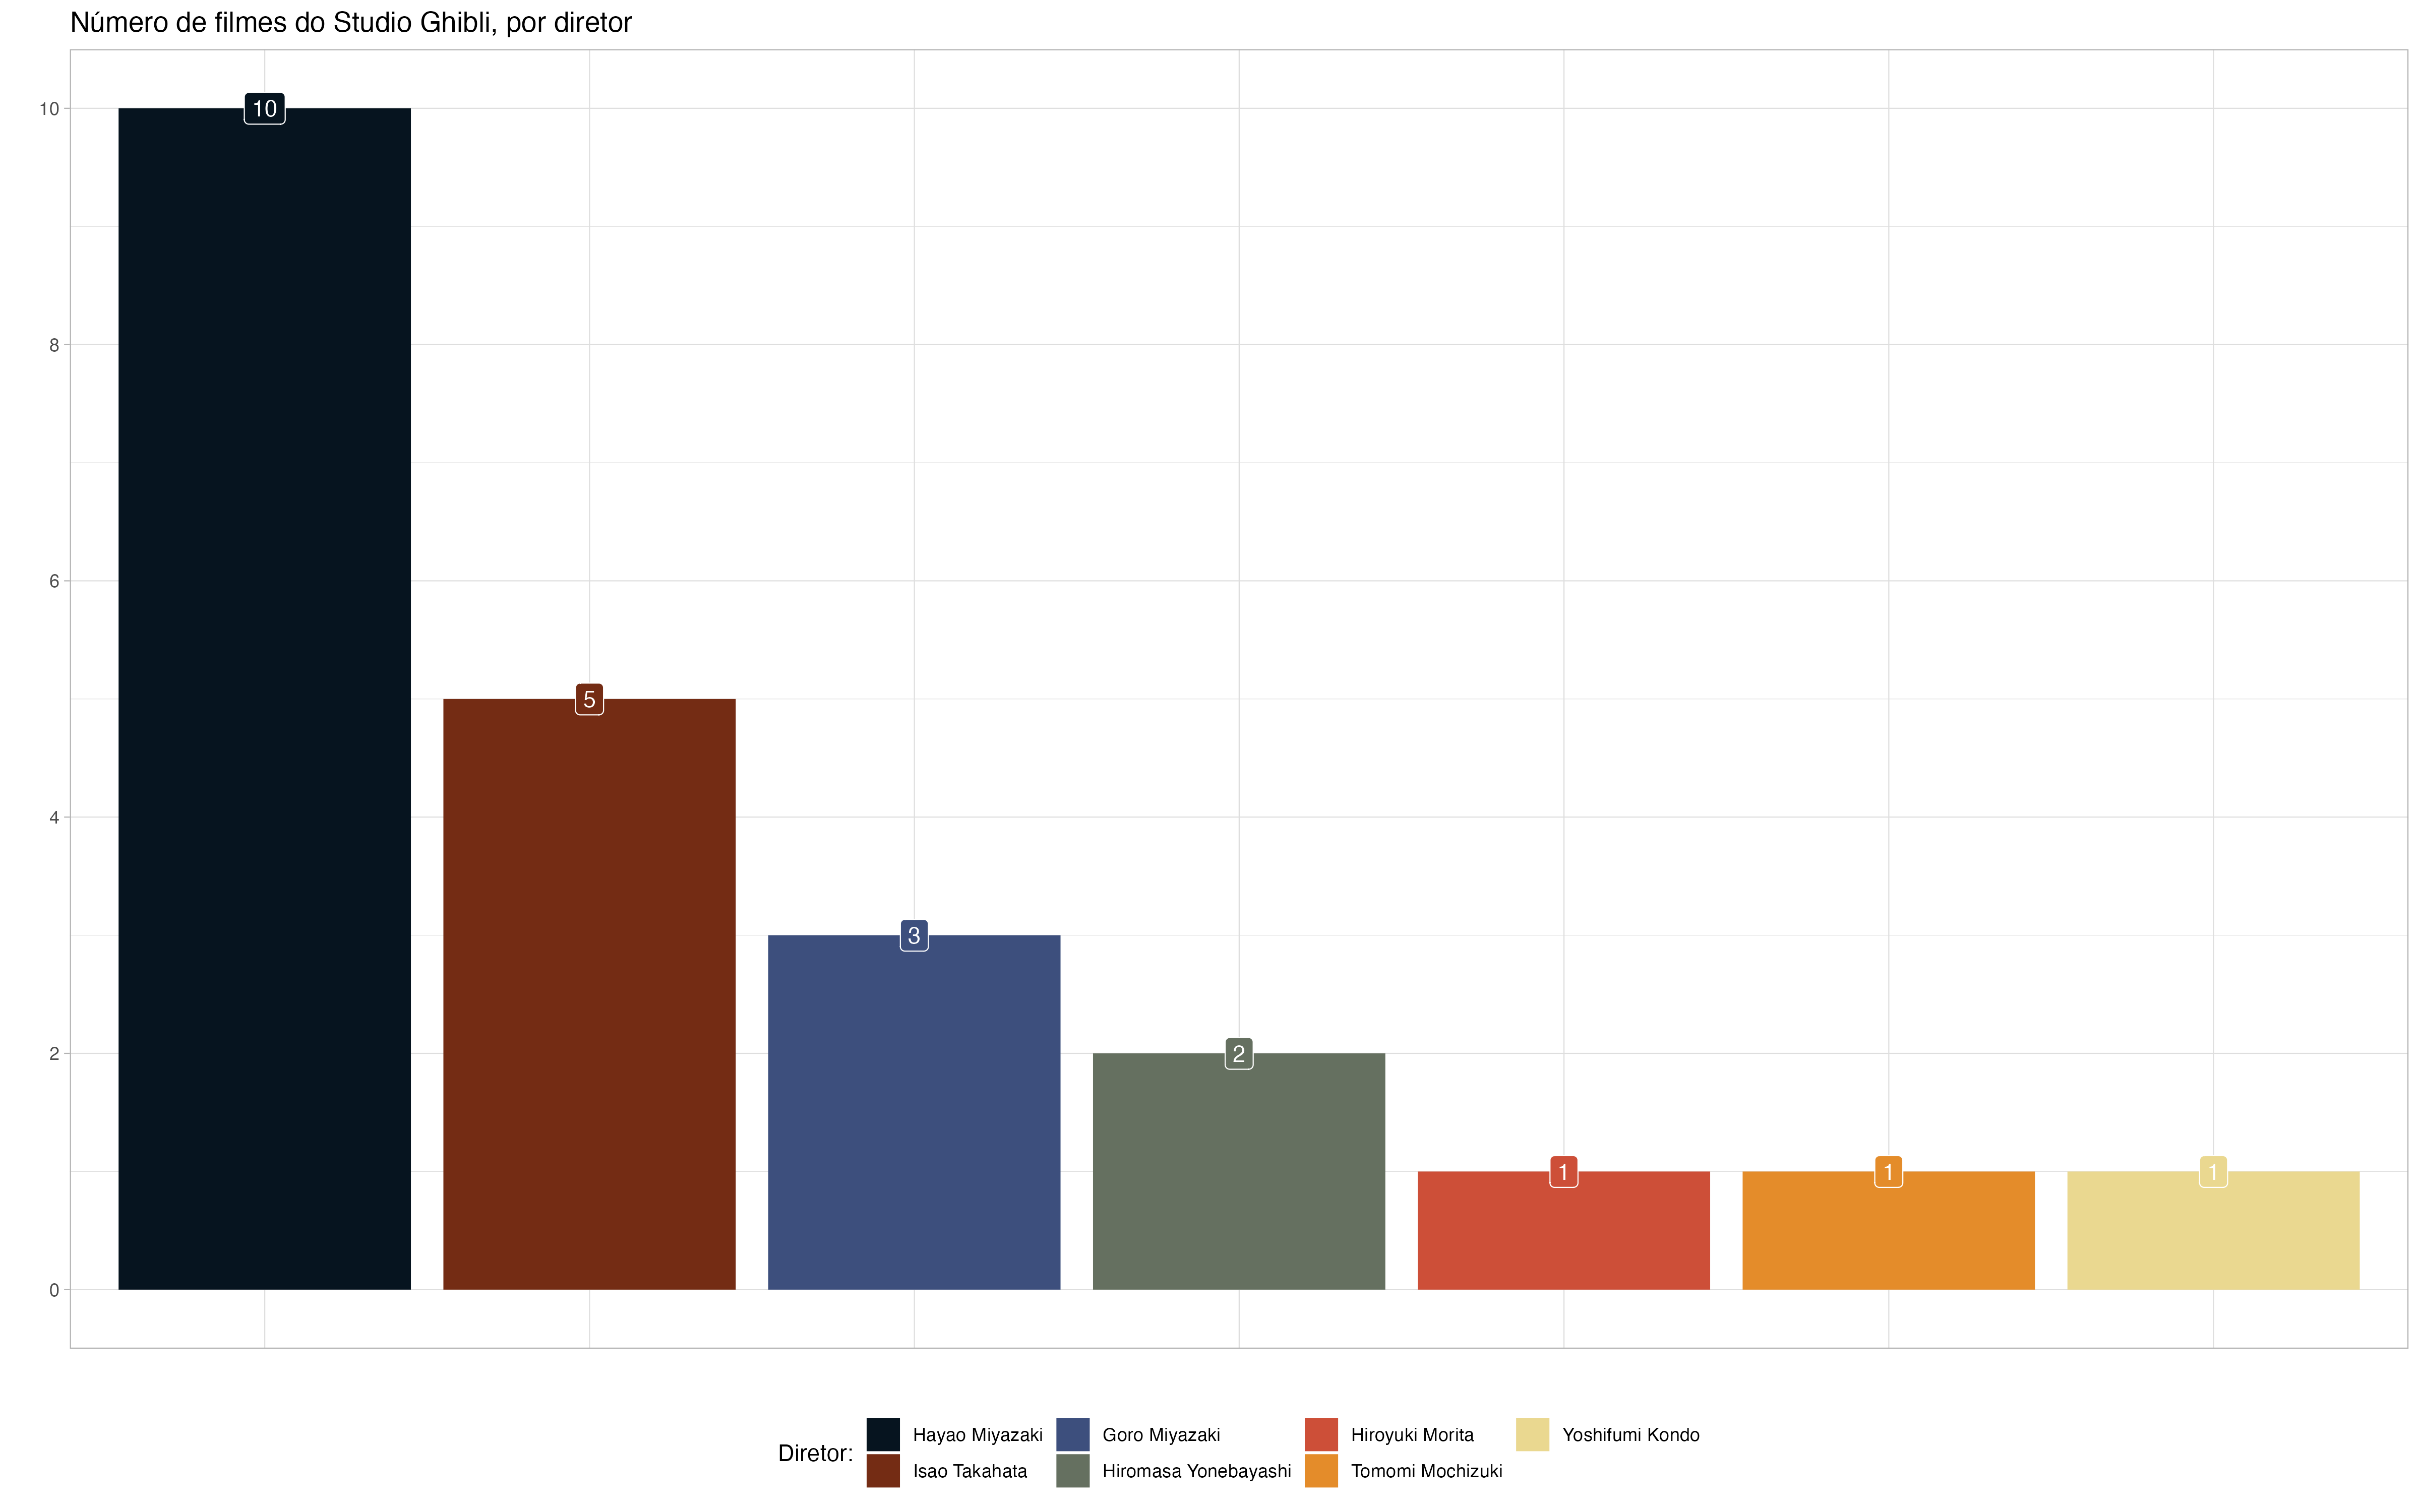 Número de filmes do Studio Ghibli, por diretor
10
10
8
6
5
4
3
2
2
1
1
1
0
Diretor:
Hayao Miyazaki
Goro Miyazaki
Hiroyuki Morita
Yoshifumi Kondo
Isao Takahata
Hiromasa Yonebayashi
Tomomi Mochizuki